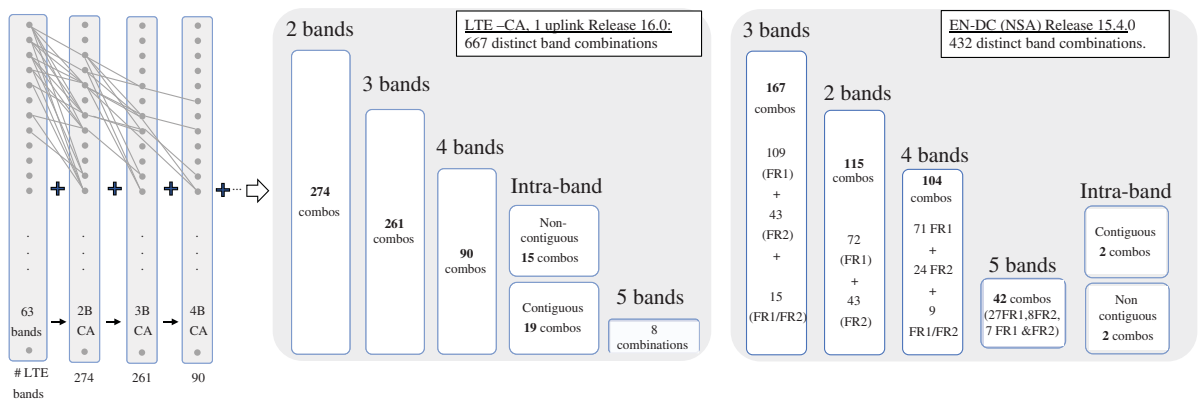 63
bands
2B
CA
3B
CA
4B
CA
# LTE
bands
274
261
90
LTE –CA, 1 uplink Release 16.0:
667 distinct band combinations
2 bands
274
combos
3 bands
261
combos
4 bands
90
combos
Intra-band
Non-
contiguous
15 combos
Contiguous
19 combos
5 bands
8
combinations
EN-DC (NSA) Release 15.4.0
432 distinct band combinations.
3 bands
167
combos
109
(FR1)
+
43
(FR2)
+
15
(FR1/FR2)
2 bands
115
combos
72
(FR1)
+
43
(FR2)
4 bands
104
combos
71 FR1
+
24 FR2
+
9
FR1/FR2
5 bands
42 combos
(27FR1,8FR2,
7 FR1 &FR2)
Intra-band
Contiguous
2 combos
Non
contiguous
2 combos